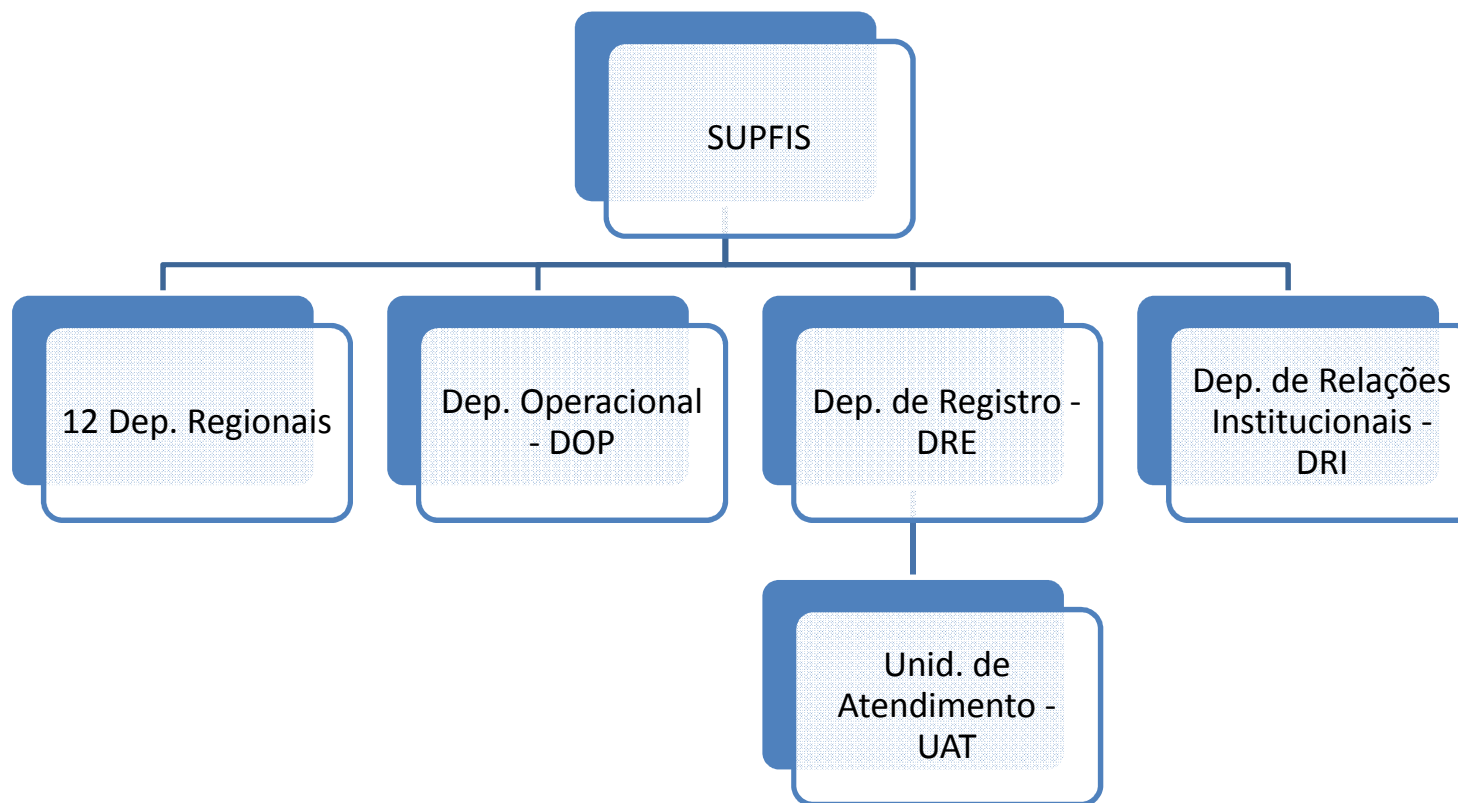 SUPFIS
12 Dep. Regionais
Dep. Operacional
- DOP
Dep. de Registro -
DRE
Dep. de Relações
Institucionais -
DRI
Unid. de
Atendimento -
UAT